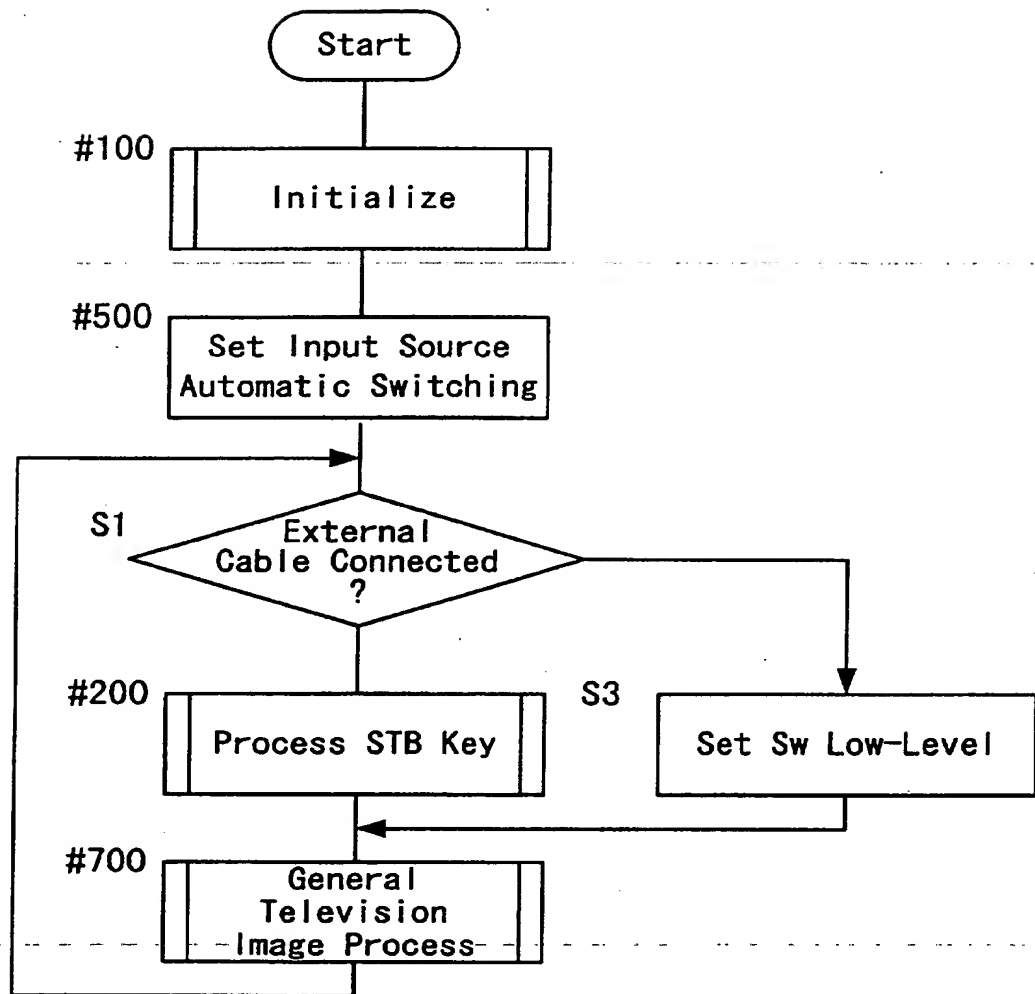 Start
#100
Initialize
#500
Set Input Source
Automatic Switching
S1
External
Cable Connected
?
#200
Process STB Key
S3
Set Sw Low-Level
#700
General
Television
Image Process